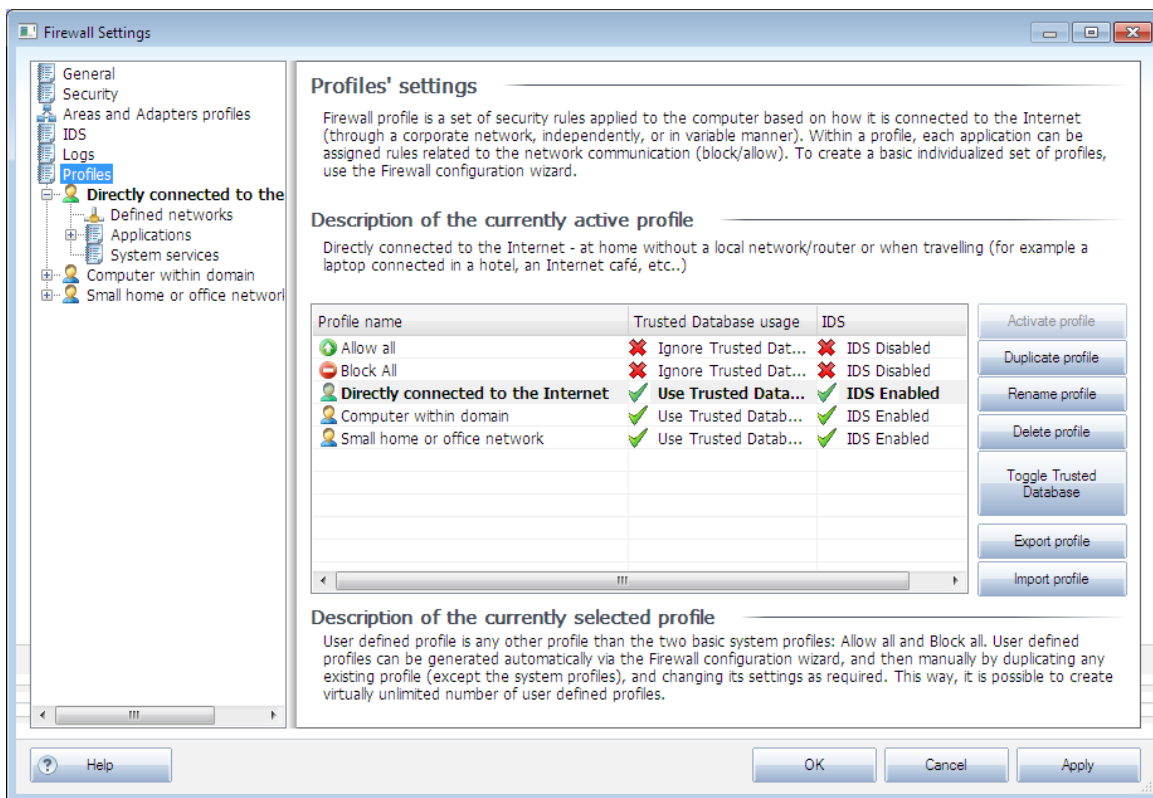 Firewall Settings
General
Security
Areas and Adapters profiles
IDS
Logs
Profiles
Directly connected to the
Defined networks
Applications
System services
Computer within domain
Small home or office network
Profiles' settings
Firewall profile is a set of security rules applied to the computer based on how it is connected to the Internet
(through a corporate network, independently, or in variable manner). Within a profile, each application can be
assigned rules related to the network communication (block/allow). To create a basic individualized set of profiles,
use the Firewall configuration wizard.
Description of the currently active profile
Directly connected to the Internet - at home without a local network/router or when travelling (for example a
laptop connected in a hotel, an Internet café, etc..)
Profile name Trusted Database usage IDS
Allow all Ignore Trusted Dat... IDS Disabled
Block All Ignore Trusted Dat... IDS Disabled
Directly connected to the Internet Use Trusted Data... IDS Enabled
Computer within domain Use Trusted Datab... IDS Enabled
Small home or office network Use Trusted Datab... IDS Enabled
Activate profile
Duplicate profile
Rename profile
Delete profile
Toggle Trusted
Database
Export profile
Import profile
Description of the currently selected profile
User defined profile is any other profile than the two basic system profiles: Allow all and Block all. User defined
profiles can be generated automatically via the Firewall configuration wizard, and then manually by duplicating any
existing profile (except the system profiles), and changing its settings as required. This way, it is possible to create
virtually unlimited number of user defined profiles.
? Help
OK
Cancel
Apply